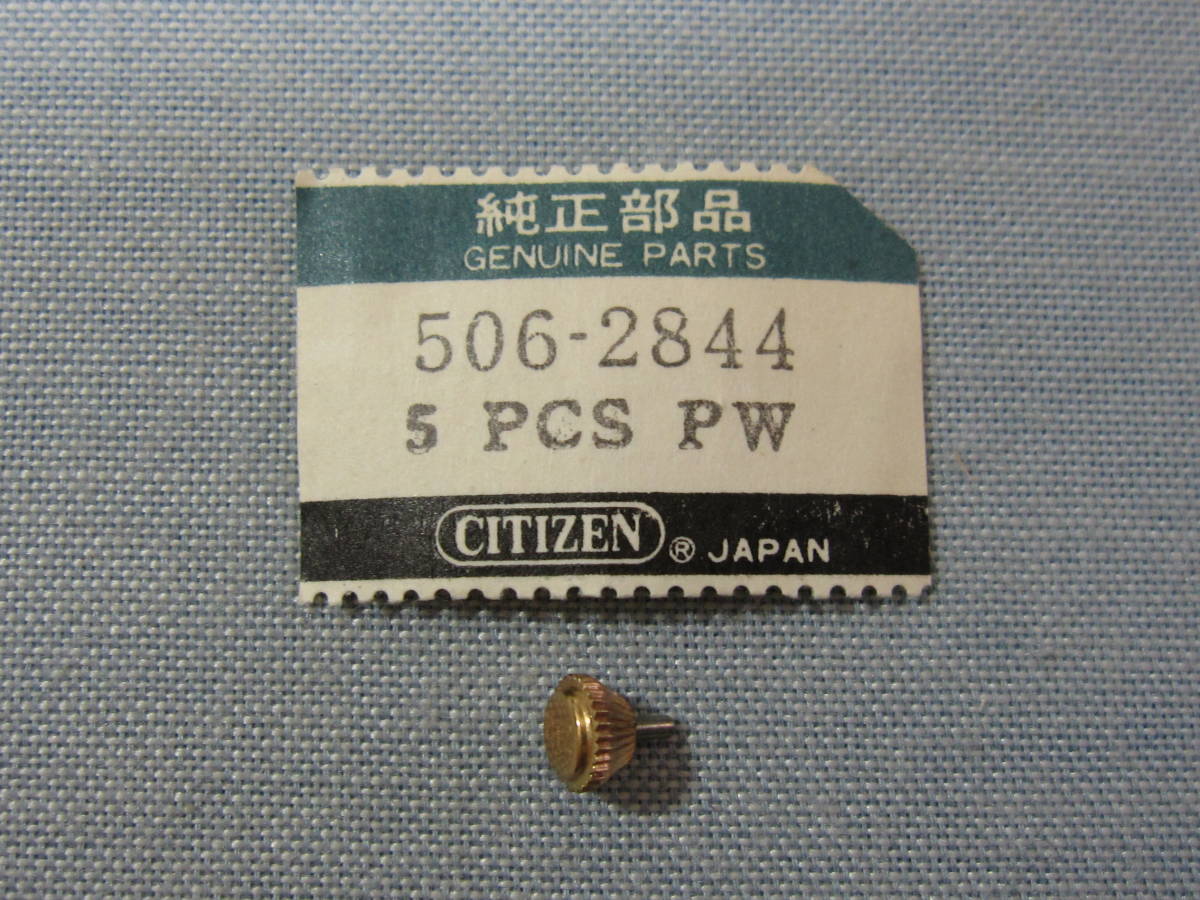 純正部品
GENUINE PARTS
506-2844
5 PCS PW
CITIZEN ® JAPAN